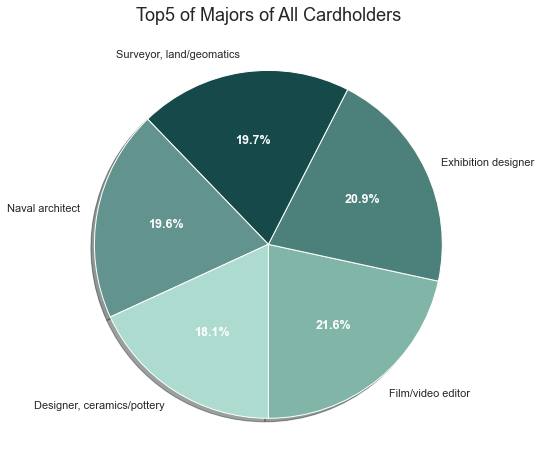 Top5 of Majors of All Cardholders
Surveyor, land/geomatics
19.7%
Exhibition designer
20.9%
Naval architect
19.6%
21.6%
18.1%
Film/video editor
Designer, ceramics/pottery